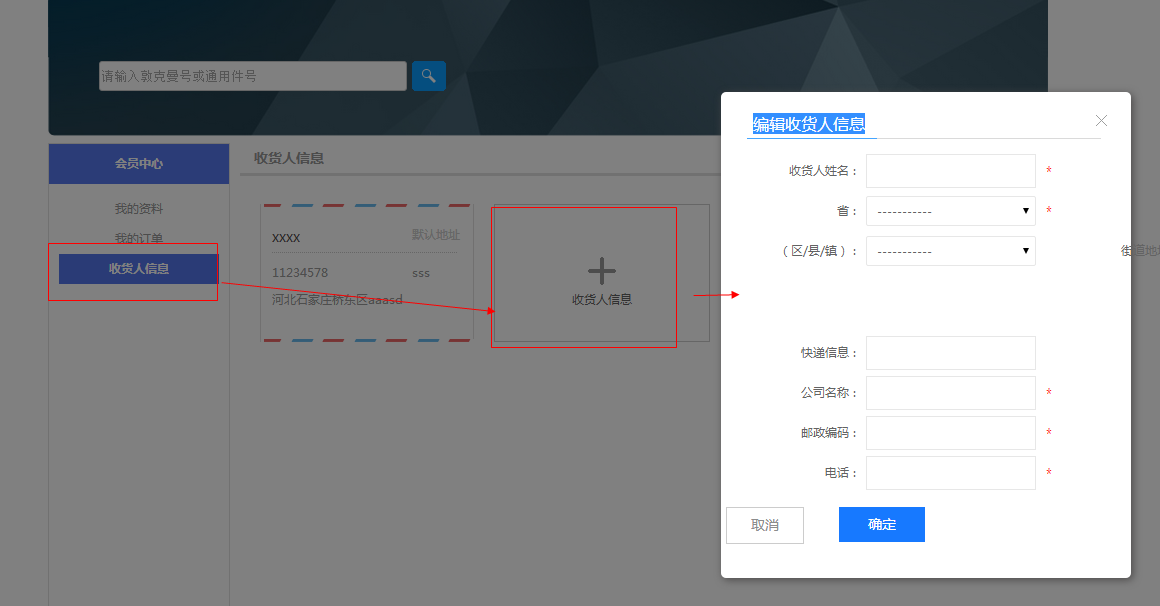 请输入敦克曼号或通用件号
会员中心
我的资料
我的订单
收货人信息
收货人信息
xxxx
默认地址
11234578
sss
河北石家庄桥东区aaasd
收货人信息
编辑收货人信息
收货人姓名：
*
省：
-----------
*
（区/县/镇）：
-----------
快递信息：
公司名称：
*
邮政编码：
*
电话：
*
取消
确定